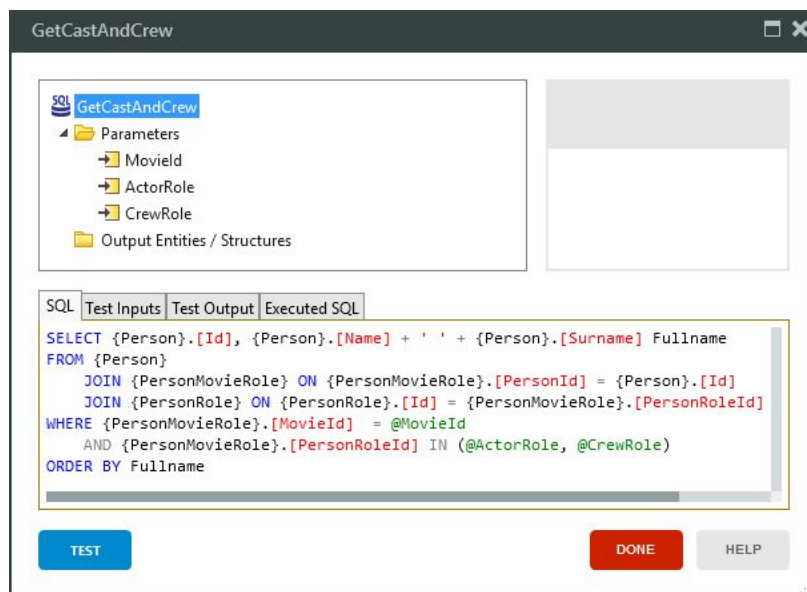 GetCastAndCrew
SQL GetCastAndCrew
Parameters
MovieId
ActorRole
CrewRole
Output Entities / Structures
SQL Test Inputs Test Output Executed SQL
SELECT {Person}.[Id], {Person}.[Name] + ' ' + {Person}.[Surname] Fullname
FROM {Person}
JOIN {PersonMovieRole} ON {PersonMovieRole}.[PersonId] = {Person}.[Id]
JOIN {PersonRole} ON {PersonRole}.[Id] = {PersonMovieRole}.[PersonRoleId]
WHERE {PersonMovieRole}.[MovieId] = @MovieId
AND {PersonMovieRole}.[PersonRoleId] IN (@ActorRole, @CrewRole)
ORDER BY Fullname
TEST DONE HELP